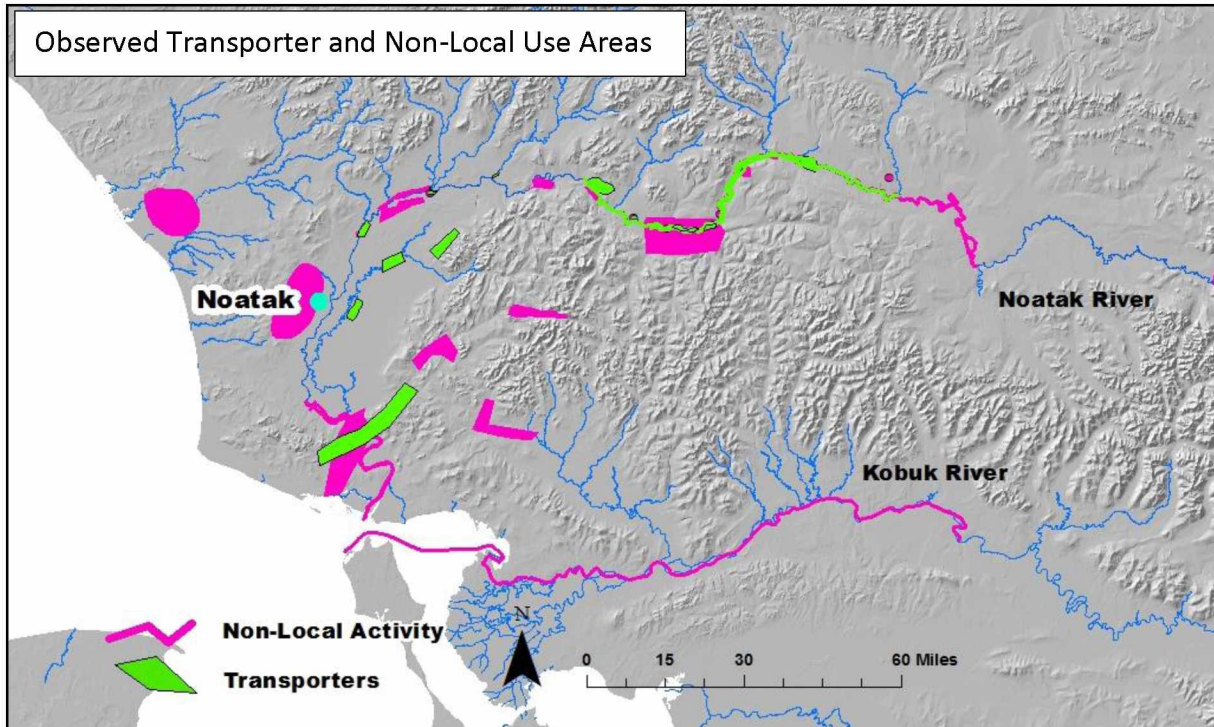 Observed Transporter and Non-Local Use Areas
Noatak
Noatak River
Kobuk River
Non-Local Activity
Transporters
N
0 15 30 60 Miles